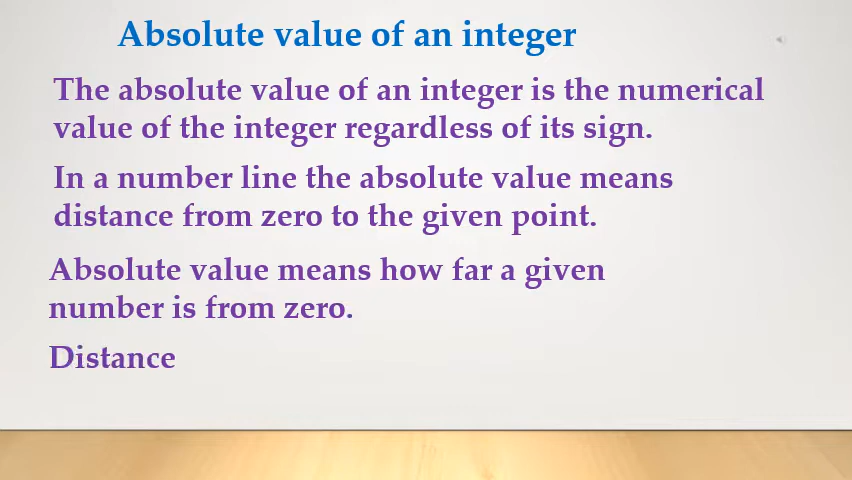 Absolute value of an integer
The absolute value of an integer is the numerical
value of the integer regardless of its sign.
In a number line the absolute value means
distance from zero to the given point.
Absolute value means how far a given
number is from zero.
Distance